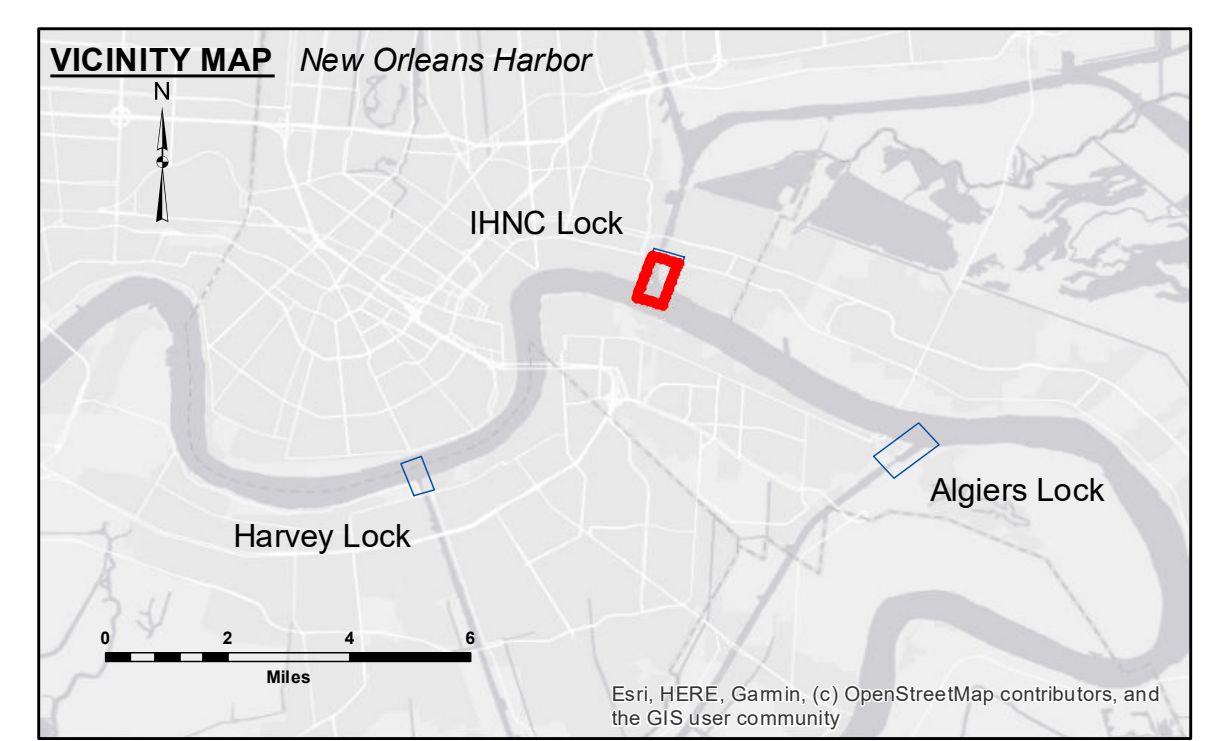 VICINITY MAP New Orleans Harbor
N
IHNC Lock
Algiers Lock
Harvey Lock
0 2 4 6
Miles
Esri, HERE, Garmin, (c) OpenStreetMap contributors, and
the GIS user community